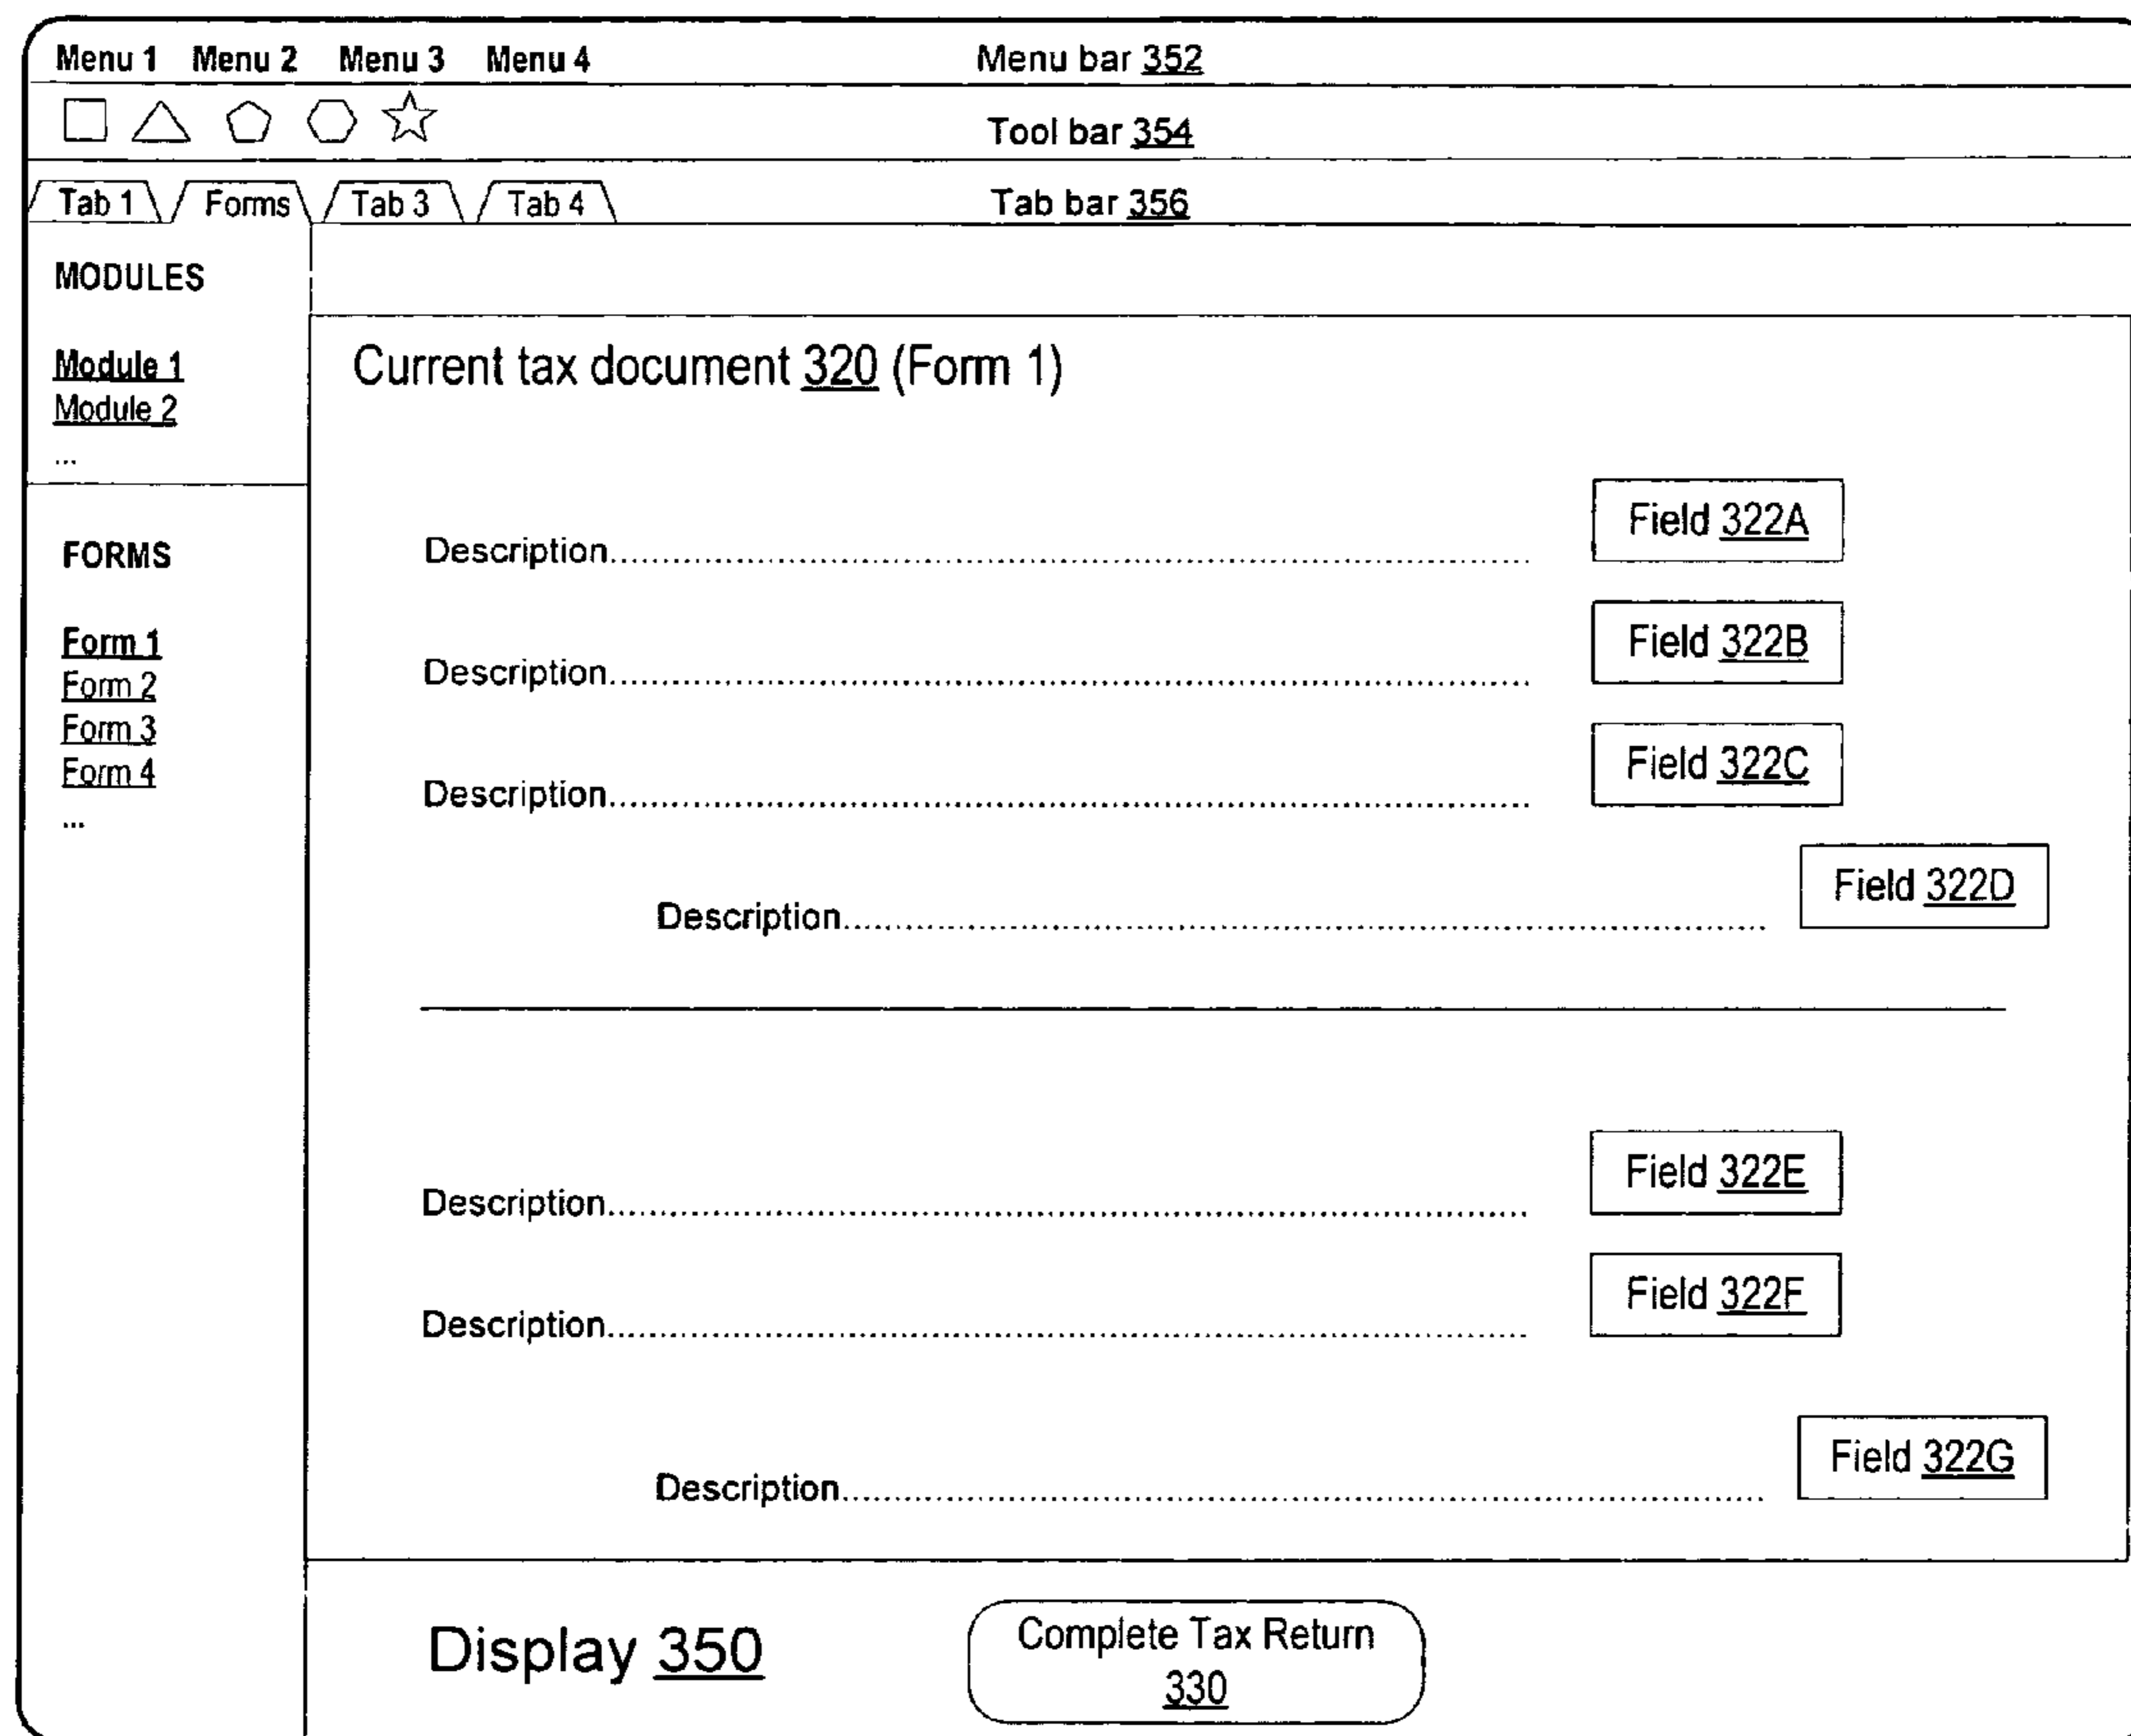 Menu 1 Menu 2 Menu 3 Menu 4 Menu bar 352
Tool bar 354
Tab 1 Forms Tab 3 Tab 4 Tab bar 356
MODULES
Module 1
Module 2
...
FORMS
Form 1
Form 2
Form 3
Form 4
...
Current tax document 320 (Form 1)
Description........................................ Field 322A
Description........................................ Field 322B
Description........................................ Field 322C
Description........................................ Field 322D
Description........................................ Field 322E
Description........................................ Field 322F
Description........................................ Field 322G
Display 350
Complete Tax Return
330